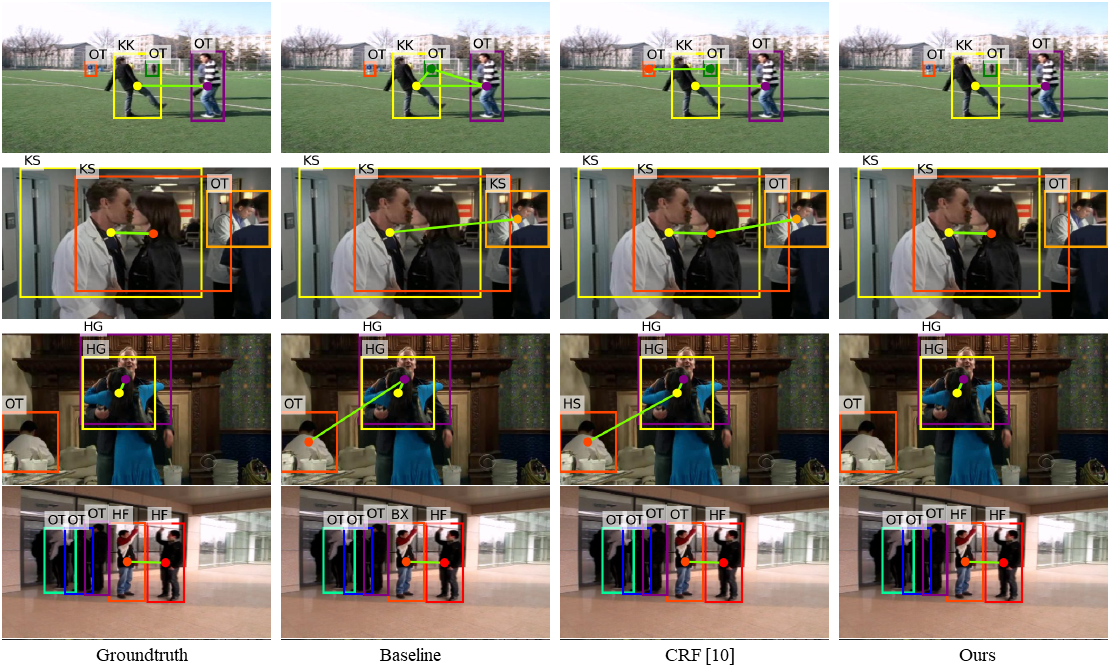 OT KK OT OT
OT KK OT OT
OT KK OT OT
OT KK OT OT
KS KS OT
KS KS KS
KS KS OT
KS KS OT
HG HG OT
HG HG OT
HG HG HS
HG HG OT
OT OT OT HF HF
OT OT OT BX HF
OT OT OT OT HF
OT OT OT HF HF
Groundtruth
Baseline
CRF [10]
Ours